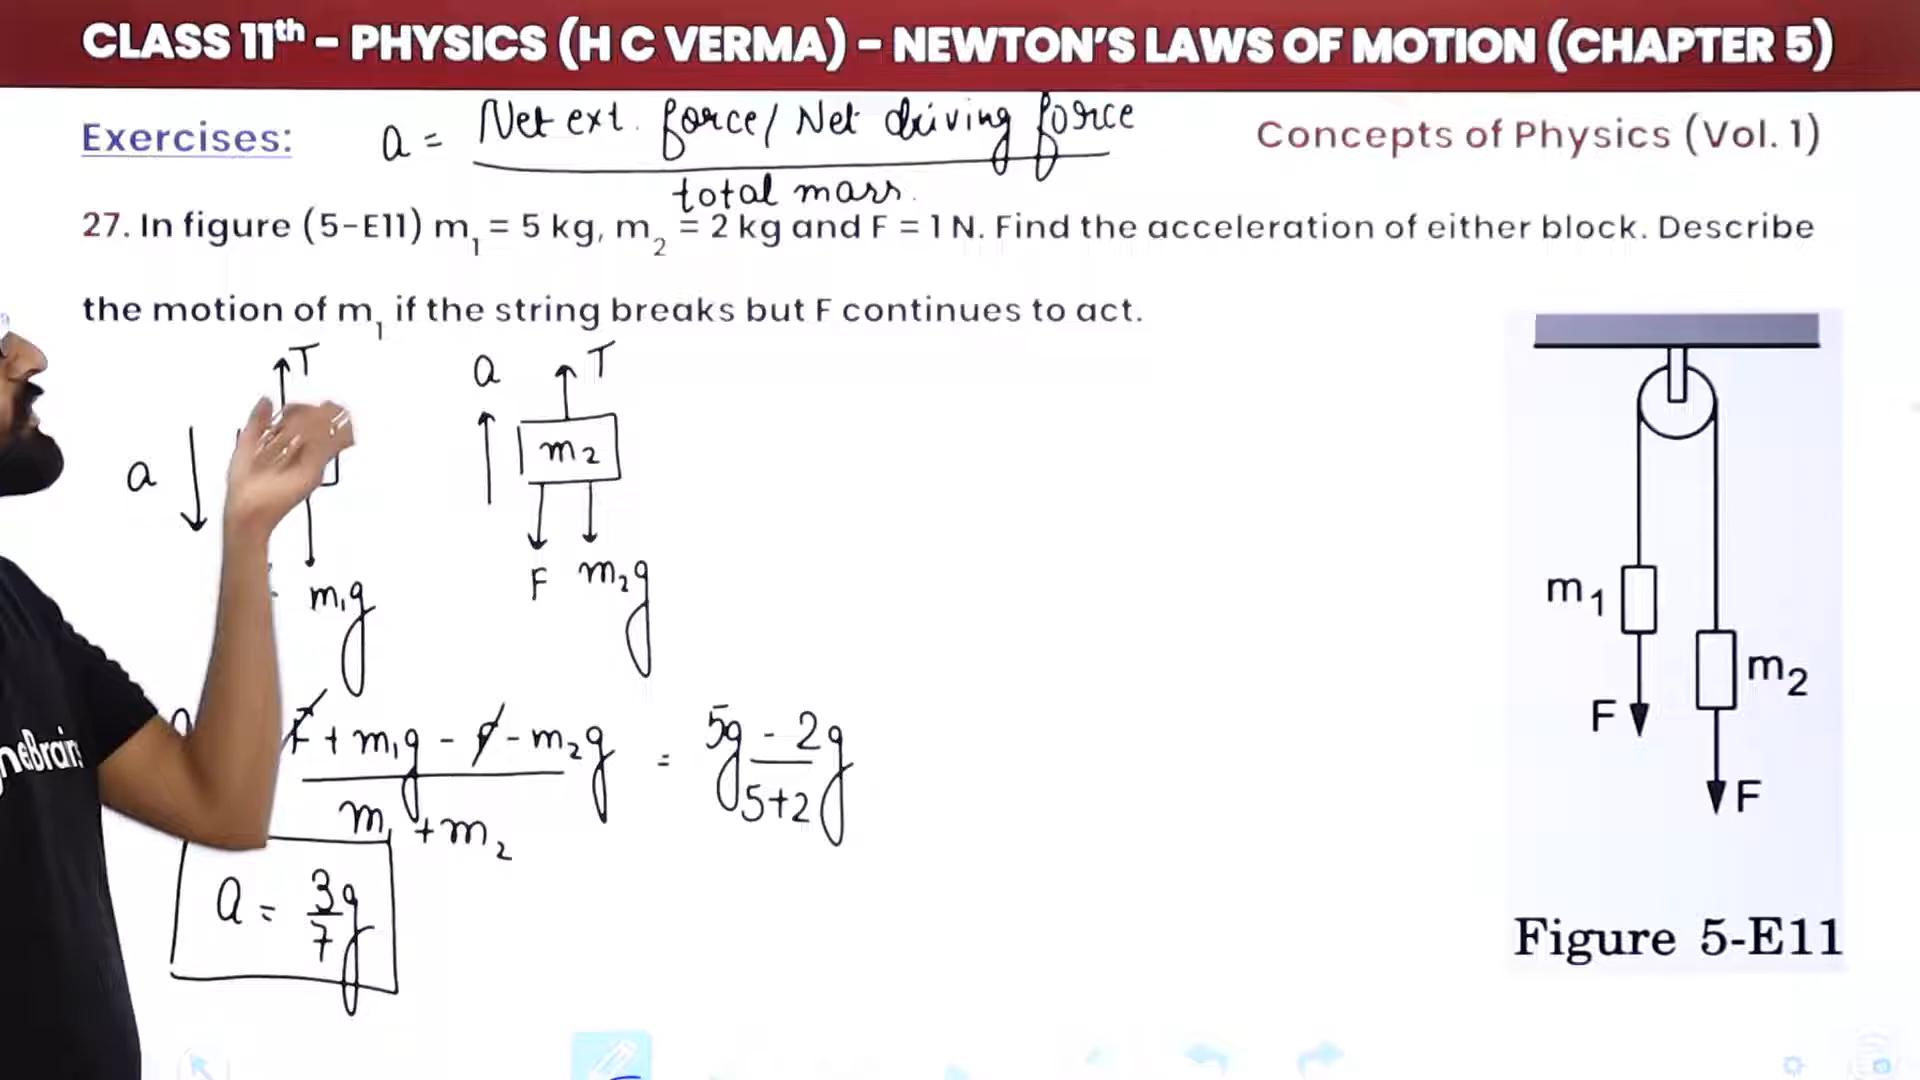 CLASS 11th – PHYSICS (H C VERMA) – NEWTON'S LAWS OF MOTION (CHAPTER 5)
Exercises:
a = Net ext. force / Net driving force
total mass.
Concepts of Physics (Vol. 1)
27. In figure (5-E11) m1 = 5 kg, m2 = 2 kg and F = 1 N. Find the acceleration of either block. Describe
the motion of m1 if the string breaks but F continues to act.
T
a
T
a
m2
m1g
F
m2g
F + m1g - F - m2g = 5g - 2g
m1 + m2
5+2
a = 3g
7
m1
m2
F
F
Figure 5-E11